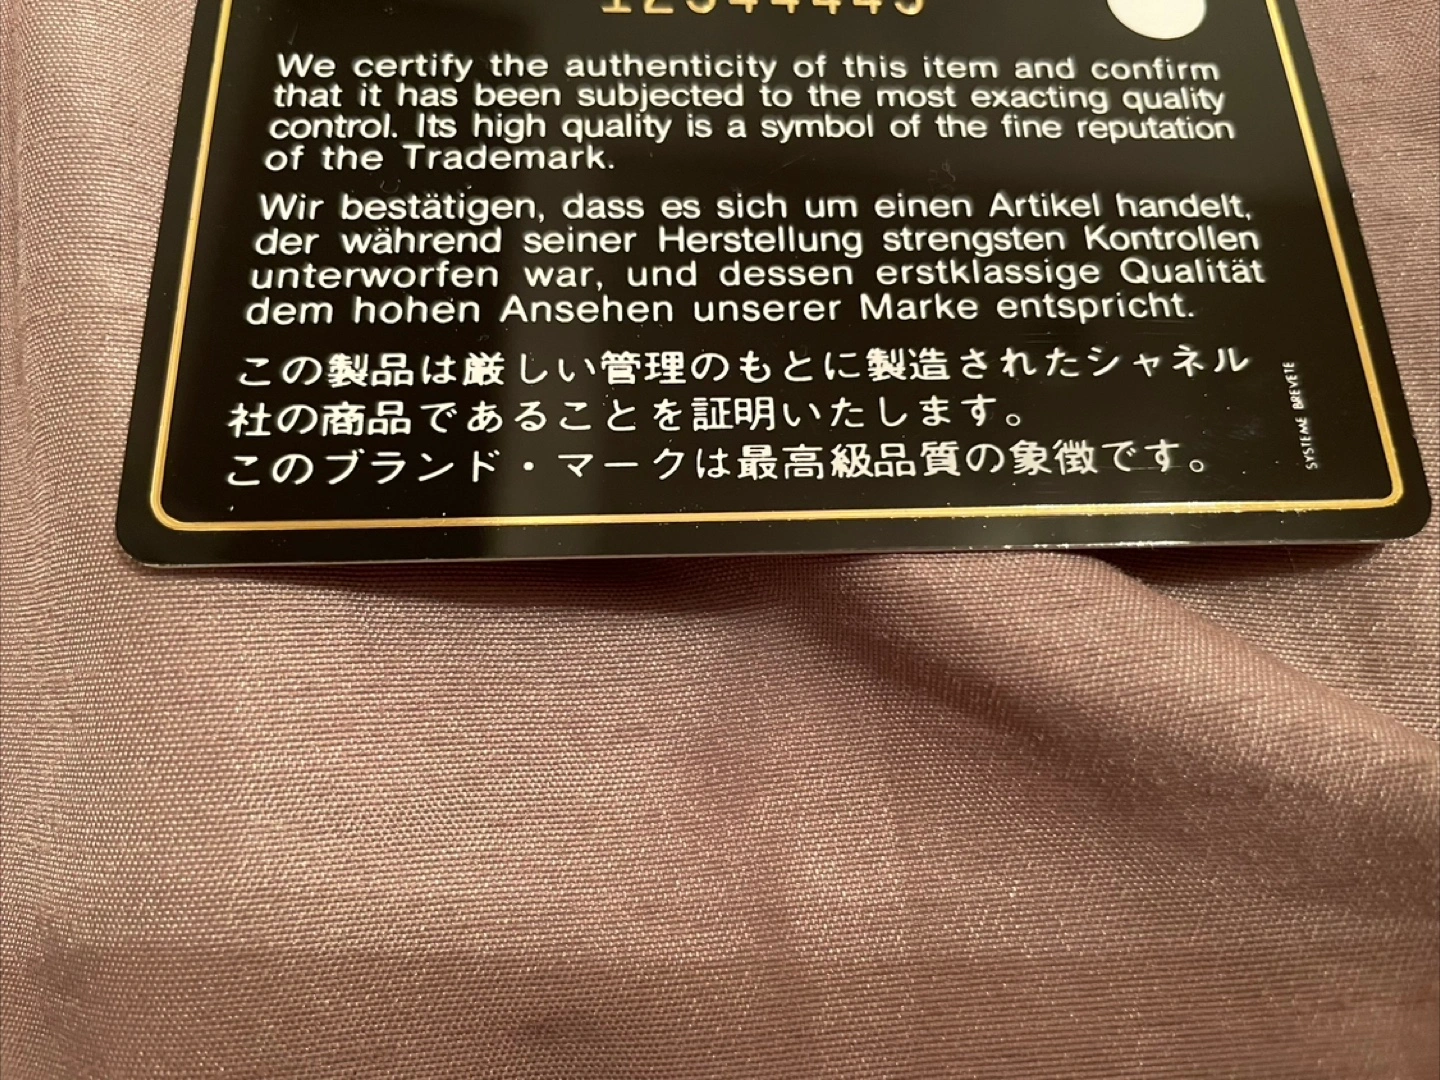 We certify the authenticity of this item and confirm
that it has been subjected to the most exacting quality
control. Its high quality is a symbol of the fine reputation
of the Trademark.
Wir bestätigen, dass es sich um einen Artikel handelt,
der während seiner Herstellung strengsten Kontrollen
unterworfen war, und dessen erstklassige Qualität
dem hohen Ansehen unserer Marke entspricht.
この製品は厳しい管理のもとに製造されたシャネル
社の商品であることを証明いたします。
このブランド・マークは最高級品質の象徴です。
SYSTEME BREVETE